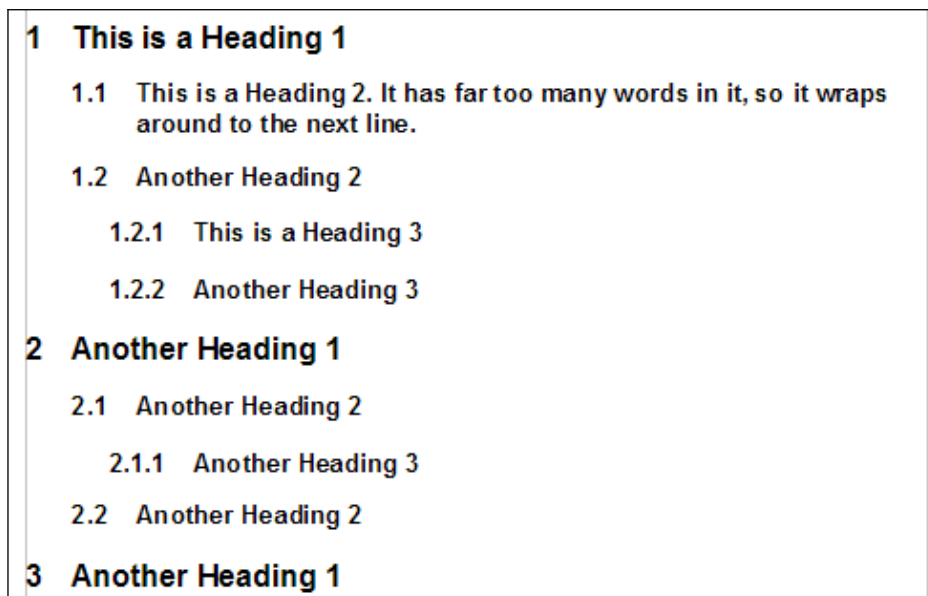 1 This is a Heading 1
1.1 This is a Heading 2. It has far too many words in it, so it wraps
around to the next line.
1.2 Another Heading 2
1.2.1 This is a Heading 3
1.2.2 Another Heading 3
2 Another Heading 1
2.1 Another Heading 2
2.1.1 Another Heading 3
2.2 Another Heading 2
3 Another Heading 1